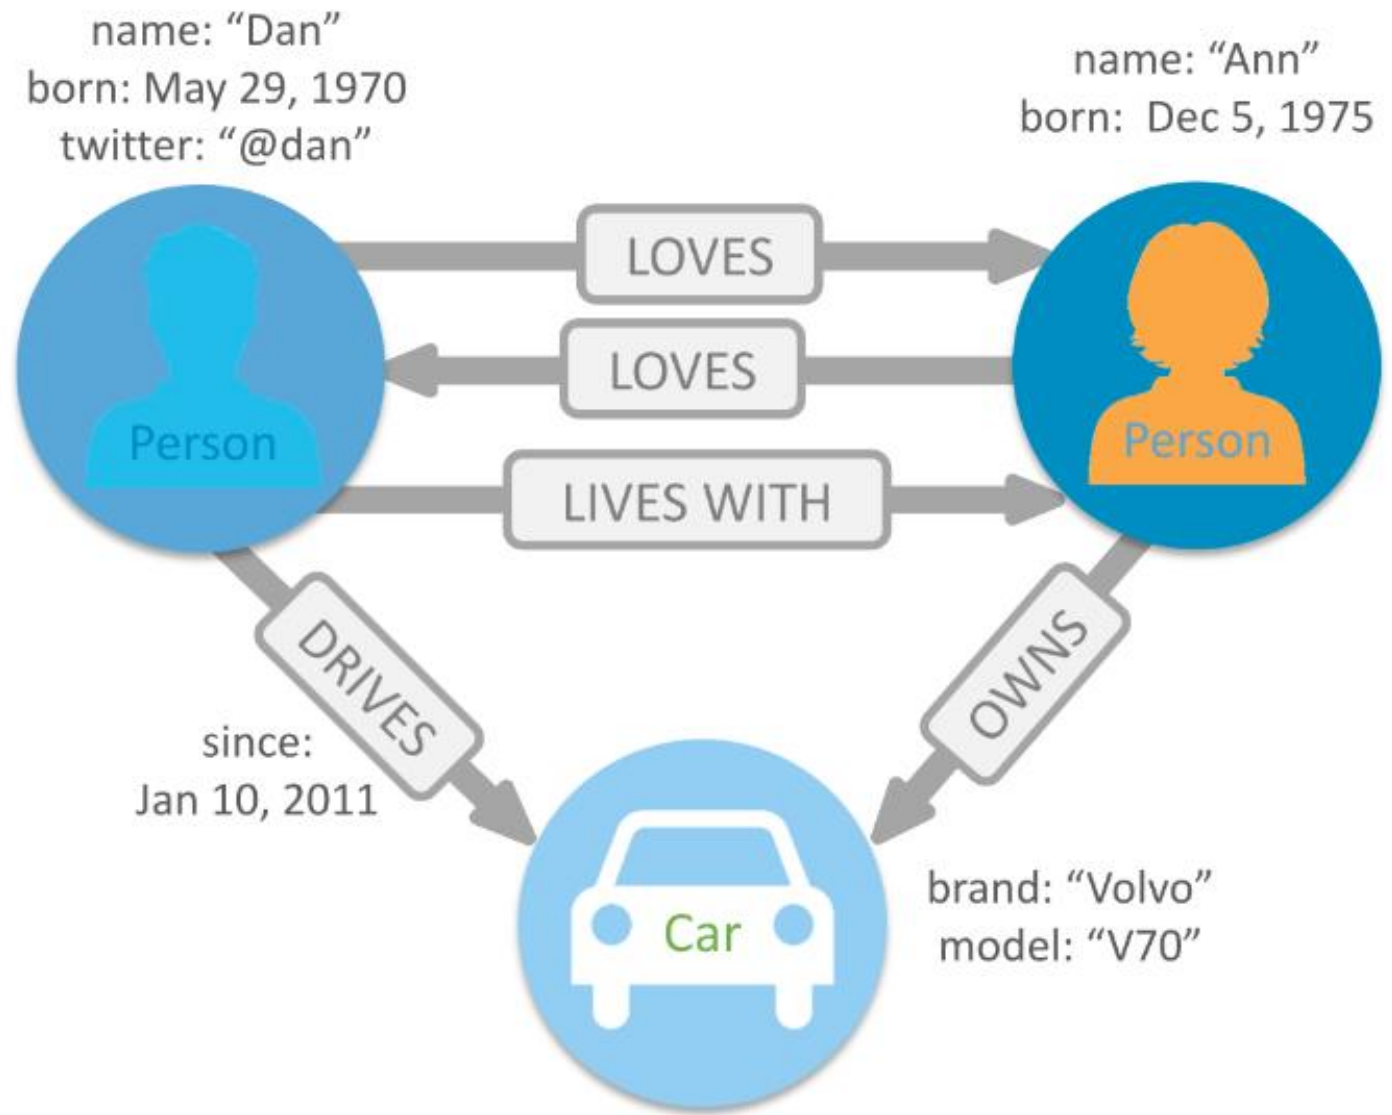 name: “Dan”
born: May 29, 1970
twitter: “@dan”
name: “Ann”
born:  Dec 5, 1975
LOVES
LOVES
Person
Person
LIVES WITH
DRIVES
OWNS
since:
Jan 10, 2011
brand: “Volvo”
model: “V70”
Car